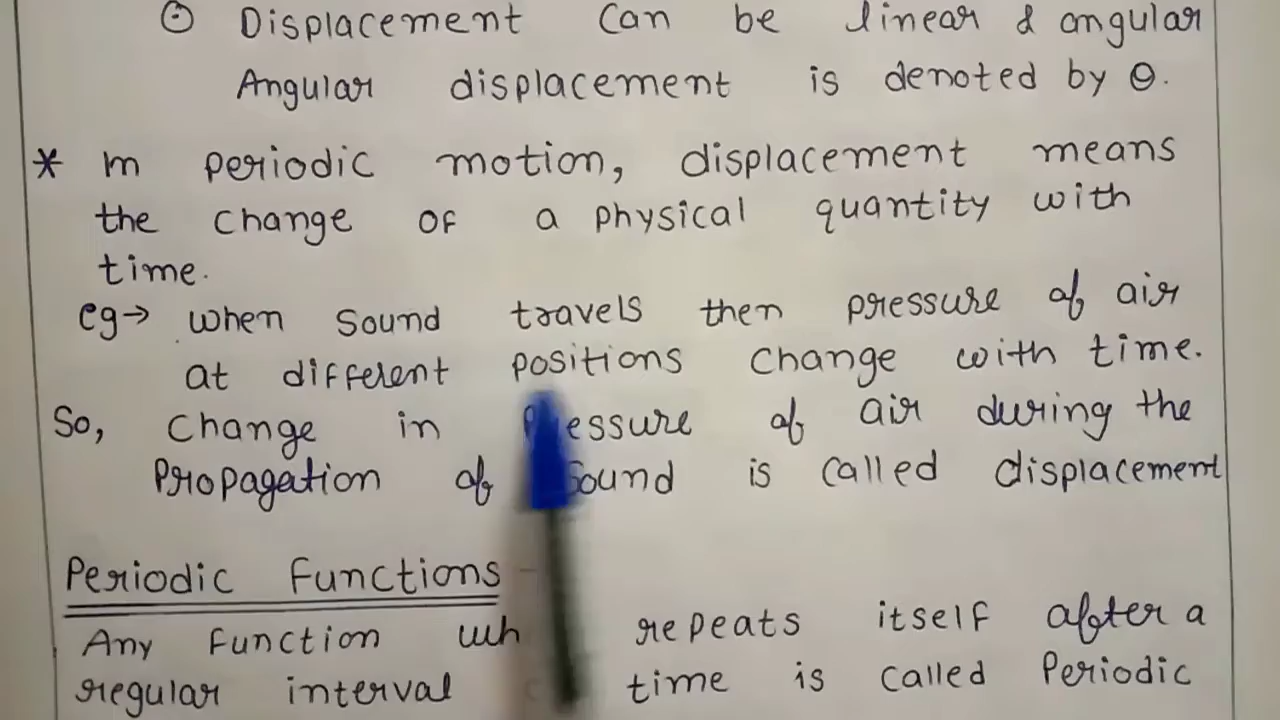 ⊙ Displacement can be linear & angular
Angular displacement is denoted by θ.
* In periodic motion, displacement means
the change of a physical quantity with
time.
eg→ when sound travels then pressure of air
at different positions change with time.
So, change in essure of air during the
Propagation of Sound is called displacement
Periodic Functions -
Any Function wh repeats itself after a
regular interval time is called Periodic